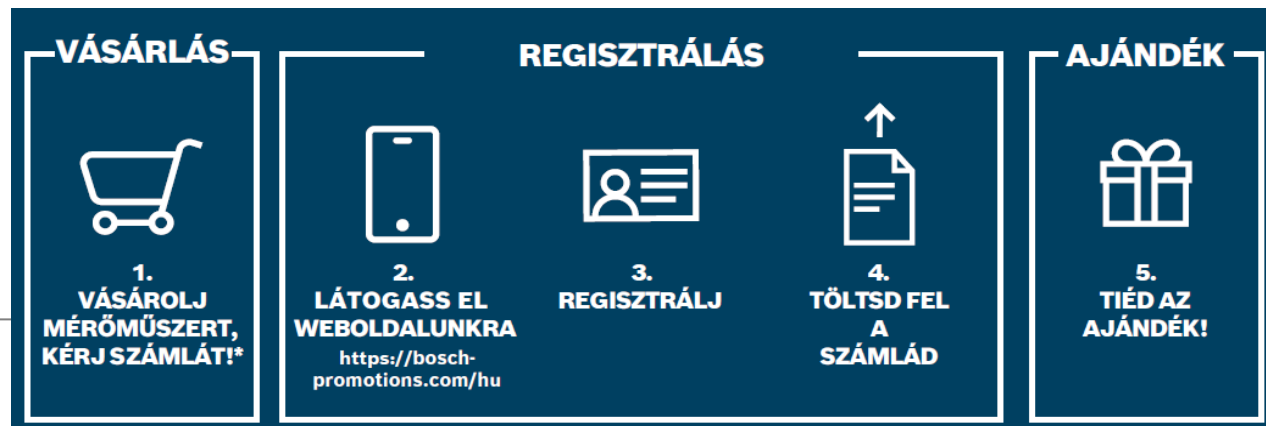 VÁSÁRLÁS
1.
VÁSÁROLJ
MÉRŐMŰSZERT,
KÉRJ SZÁMLÁT!*
REGISZTRÁLÁS
2.
LÁTOGASS EL
WEBOLDALUNKRA
https://bosch-
promotions.com/hu
3.
REGISZTRÁLJ
4.
TÖLTSD FEL
A
SZÁMLÁD
AJÁNDÉK
5.
TIÉD AZ
AJÁNDÉK!